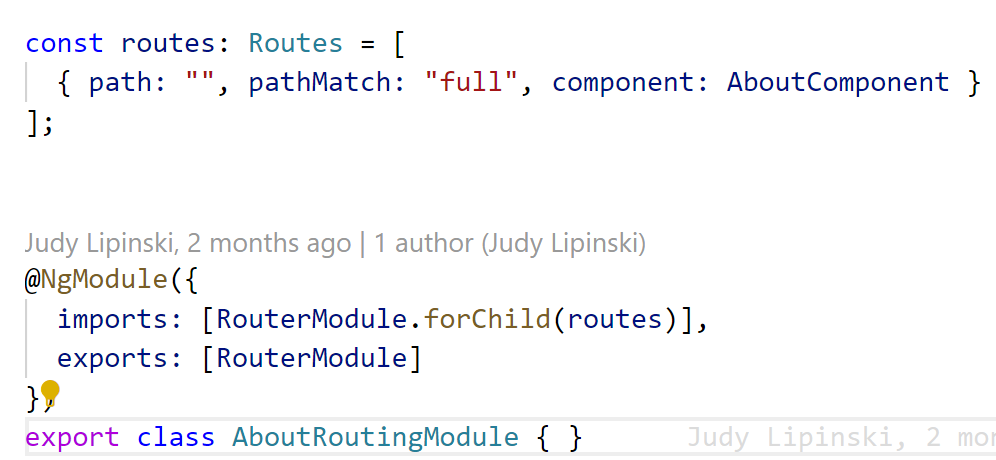 const routes: Routes = [
{ path: "", pathMatch: "full", component: AboutComponent }
];
Judy Lipinski, 2 months ago | 1 author (Judy Lipinski)
@NgModule({
imports: [RouterModule.forChild(routes)],
exports: [RouterModule]
})
export class AboutRoutingModule { } Judy Lipinski, 2